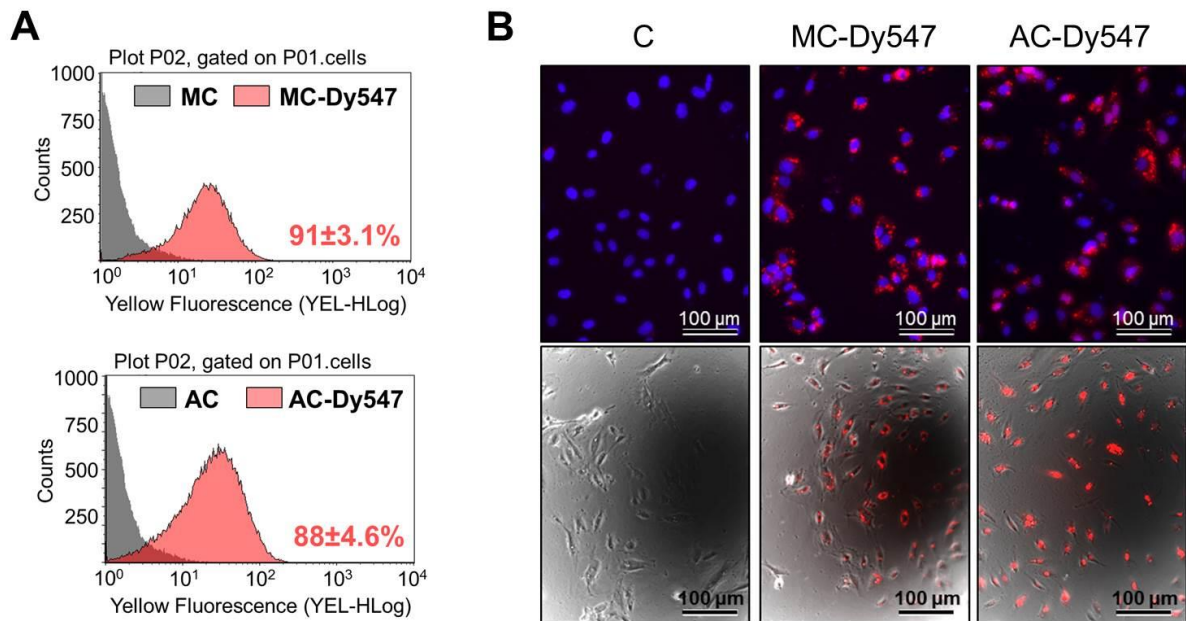 A
Plot P02, gated on P01.cells
1000
750
500
250
Counts
MC MC-Dy547
91±3.1%
10⁰ 10¹ 10² 10³ 10⁴
Yellow Fluorescence (YEL-HLog)
Plot P02, gated on P01.cells
1000
750
500
250
Counts
AC AC-Dy547
88±4.6%
10⁰ 10¹ 10² 10³ 10⁴
Yellow Fluorescence (YEL-HLog)
B
C MC-Dy547 AC-Dy547
100 µm 100 µm 100 µm
100 µm 100 µm 100 µm